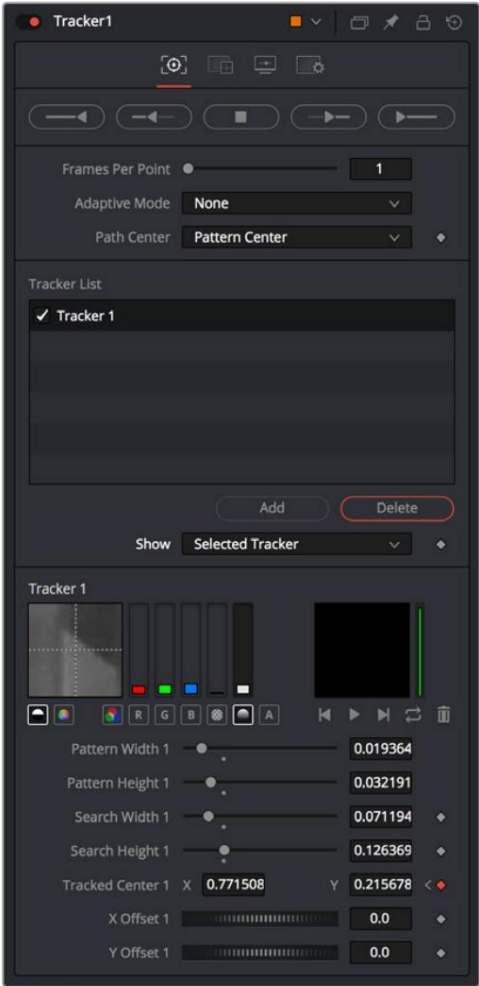 Tracker1
Frames Per Point 1
Adaptive Mode None
Path Center Pattern Center
Tracker List
Tracker 1
Add Delete
Show Selected Tracker
Tracker 1
R G B A
Pattern Width 1 0.019364
Pattern Height 1 0.032191
Search Width 1 0.071194
Search Height 1 0.126369
Tracked Center 1 X 0.771508 Y 0.215678
X Offset 1 0.0
Y Offset 1 0.0